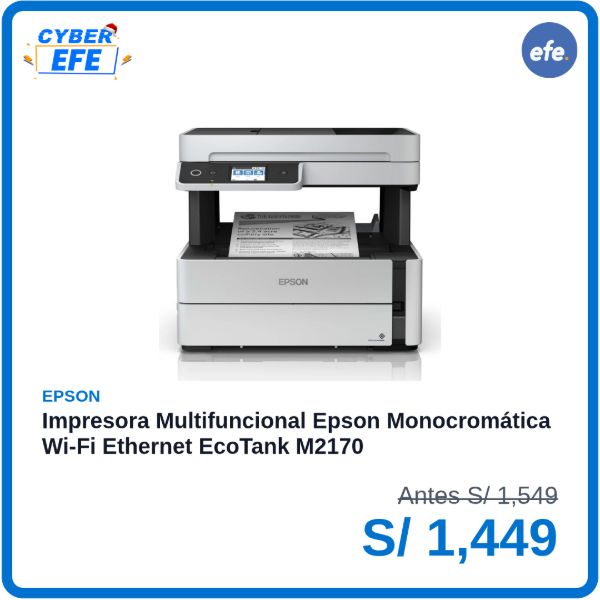 CYBER
EFE
efe.
EPSON
EPSON
Impresora Multifuncional Epson Monocromática
Wi-Fi Ethernet EcoTank M2170
Antes S/ 1,549
S/ 1,449